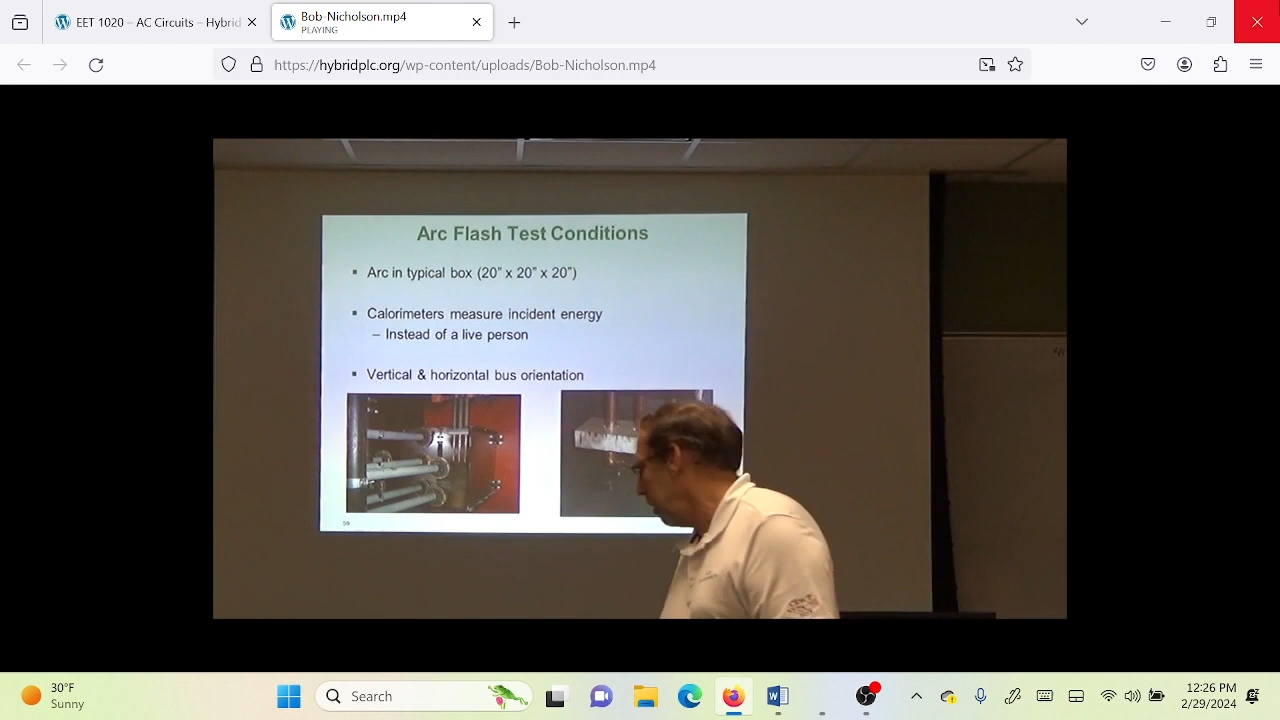 EET 1020 – AC Circuits – Hybrid
Bob-Nicholson.mp4
PLAYING
https://hybridplc.org/wp-content/uploads/Bob-Nicholson.mp4
Arc Flash Test Conditions
▪ Arc in typical box (20” x 20” x 20”)
▪ Calorimeters measure incident energy
– Instead of a live person
▪ Vertical & horizontal bus orientation
59
30°F
Sunny
Search
12:26 PM
2/29/2024